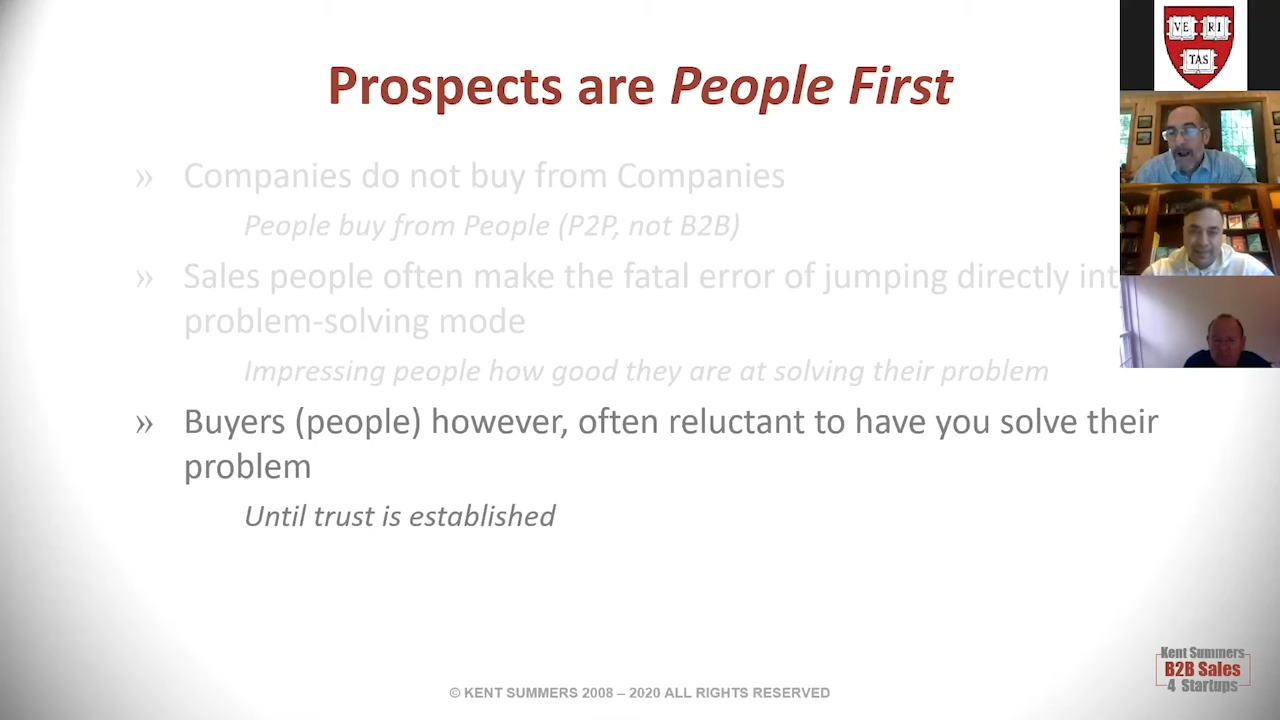 Prospects are People First
» Companies do not buy from Companies
People buy from People (P2P, not B2B)
» Sales people often make the fatal error of jumping directly int
problem-solving mode
Impressing people how good they are at solving their problem
» Buyers (people) however, often reluctant to have you solve their
problem
Until trust is established
© KENT SUMMERS 2008 – 2020 ALL RIGHTS RESERVED
VE RI
TAS
Kent Summers
B2B Sales
4 Startups